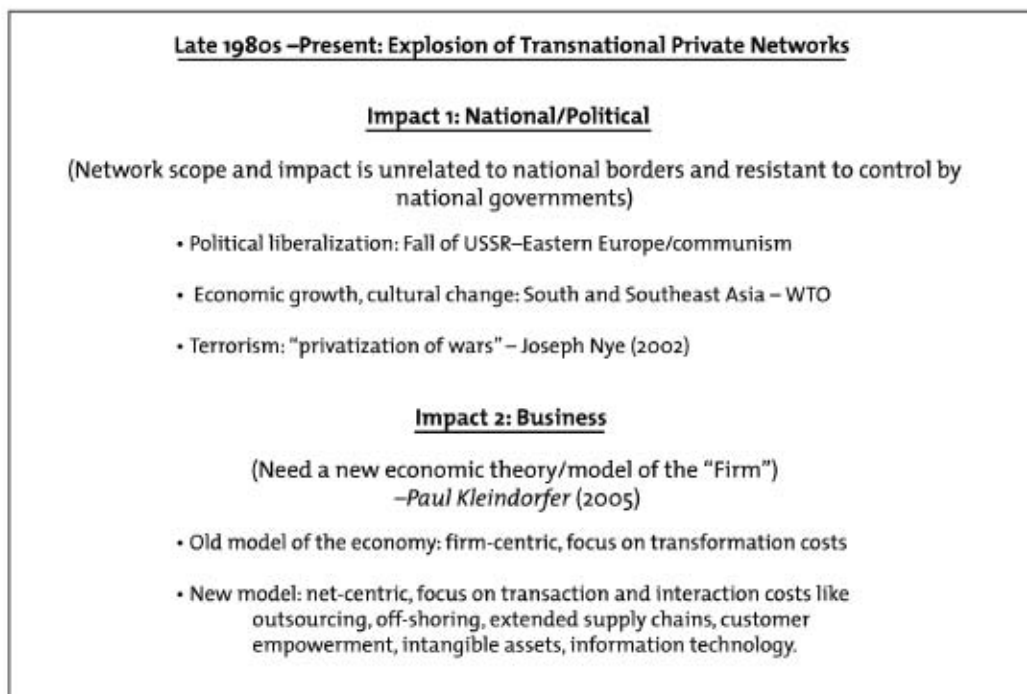 Late 1980s –Present: Explosion of Transnational Private Networks
Impact 1: National/Political
(Network scope and impact is unrelated to national borders and resistant to control by
national governments)
• Political liberalization: Fall of USSR–Eastern Europe/communism
• Economic growth, cultural change: South and Southeast Asia – WTO
• Terrorism: “privatization of wars” – Joseph Nye (2002)
Impact 2: Business
(Need a new economic theory/model of the “Firm”)
–Paul Kleindorfer (2005)
• Old model of the economy: firm-centric, focus on transformation costs
• New model: net-centric, focus on transaction and interaction costs like
outsourcing, off-shoring, extended supply chains, customer
empowerment, intangible assets, information technology.